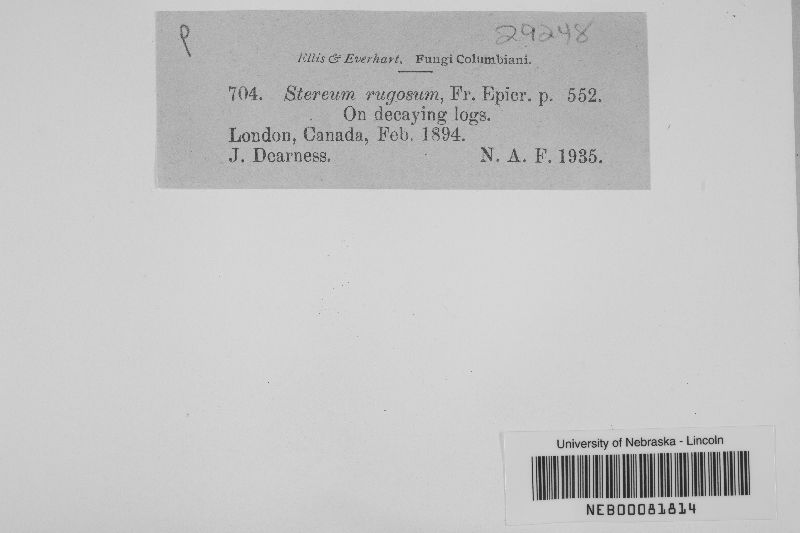 P
29248
Ellis & Everhart. Fungi Columbiani.
704. Stereum rugosum, Fr. Epicr. p. 552.
On decaying logs.
London, Canada, Feb. 1894.
J. Dearness. N. A. F. 1935.
University of Nebraska - Lincoln
NEB00081814